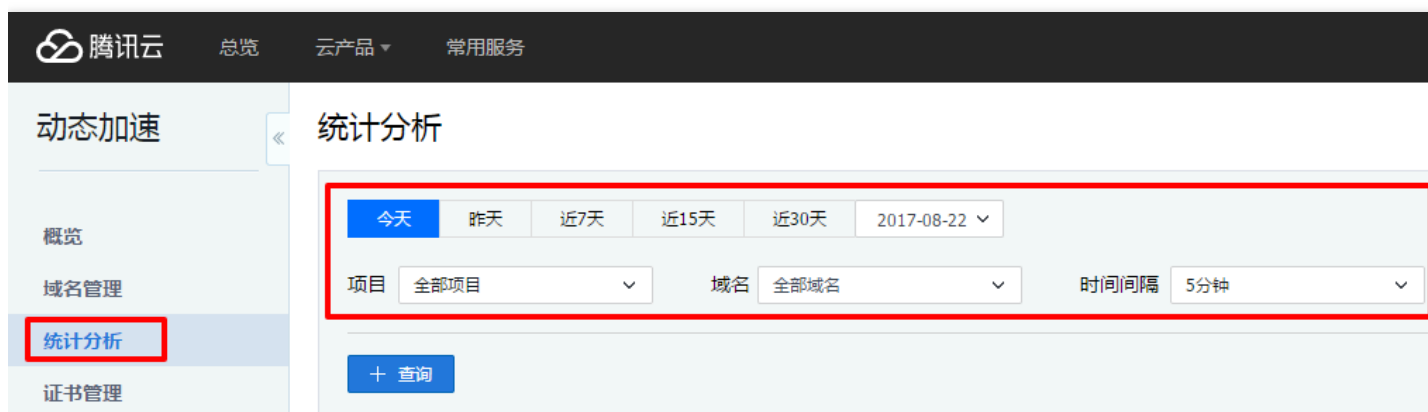 腾讯云 总览 云产品 常用服务
动态加速
统计分析
今天 昨天 近7天 近15天 近30天 2017-08-22
项目 全部项目 域名 全部域名 时间间隔 5分钟
概览
域名管理
统计分析
证书管理
+ 查询